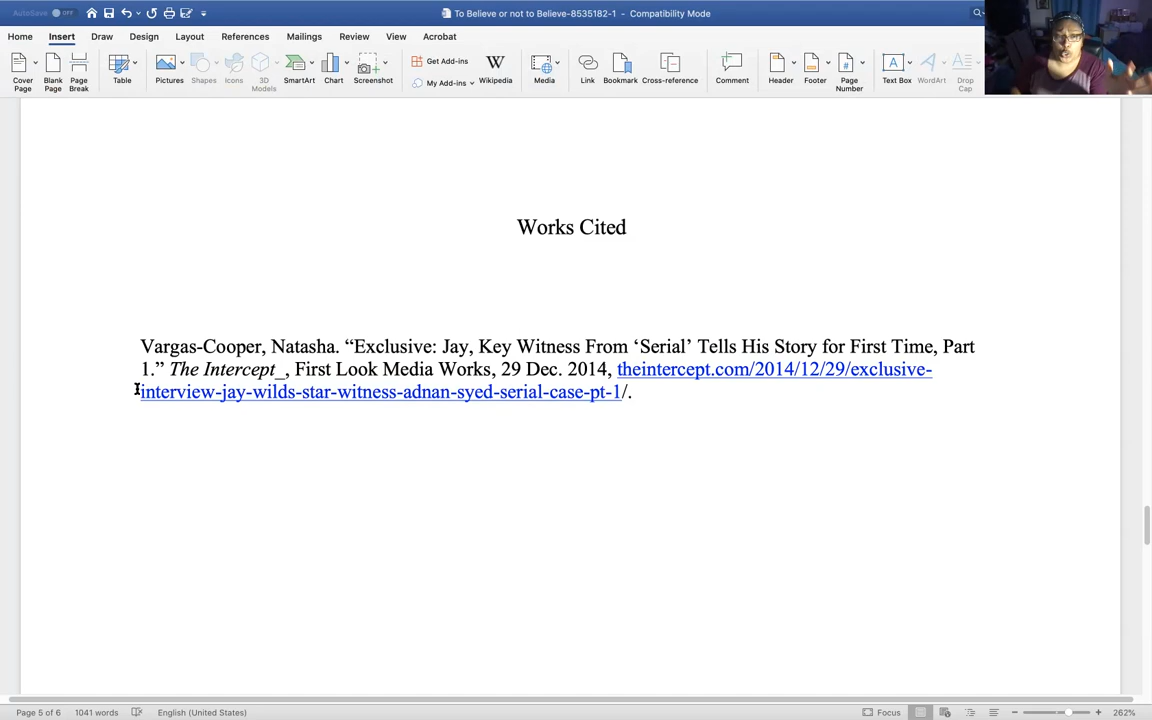 AutoSave OFF To Believe or not to Believe-8535182-1 – Compatibility Mode
Home Insert Draw Design Layout References Mailings Review View Acrobat
Cover Page Blank Page Page Break Table Pictures Shapes Icons 3D Models SmartArt Chart Screenshot Get Add-ins My Add-ins Wikipedia Media Link Bookmark Cross-reference Comment Header Footer Page Number Text Box WordArt Drop Cap
Works Cited
Vargas-Cooper, Natasha. “Exclusive: Jay, Key Witness From ‘Serial’ Tells His Story for First Time, Part
1.” The Intercept_, First Look Media Works, 29 Dec. 2014, theintercept.com/2014/12/29/exclusive-
interview-jay-wilds-star-witness-adnan-syed-serial-case-pt-1/.
Page 5 of 6 1041 words English (United States) Focus 262%